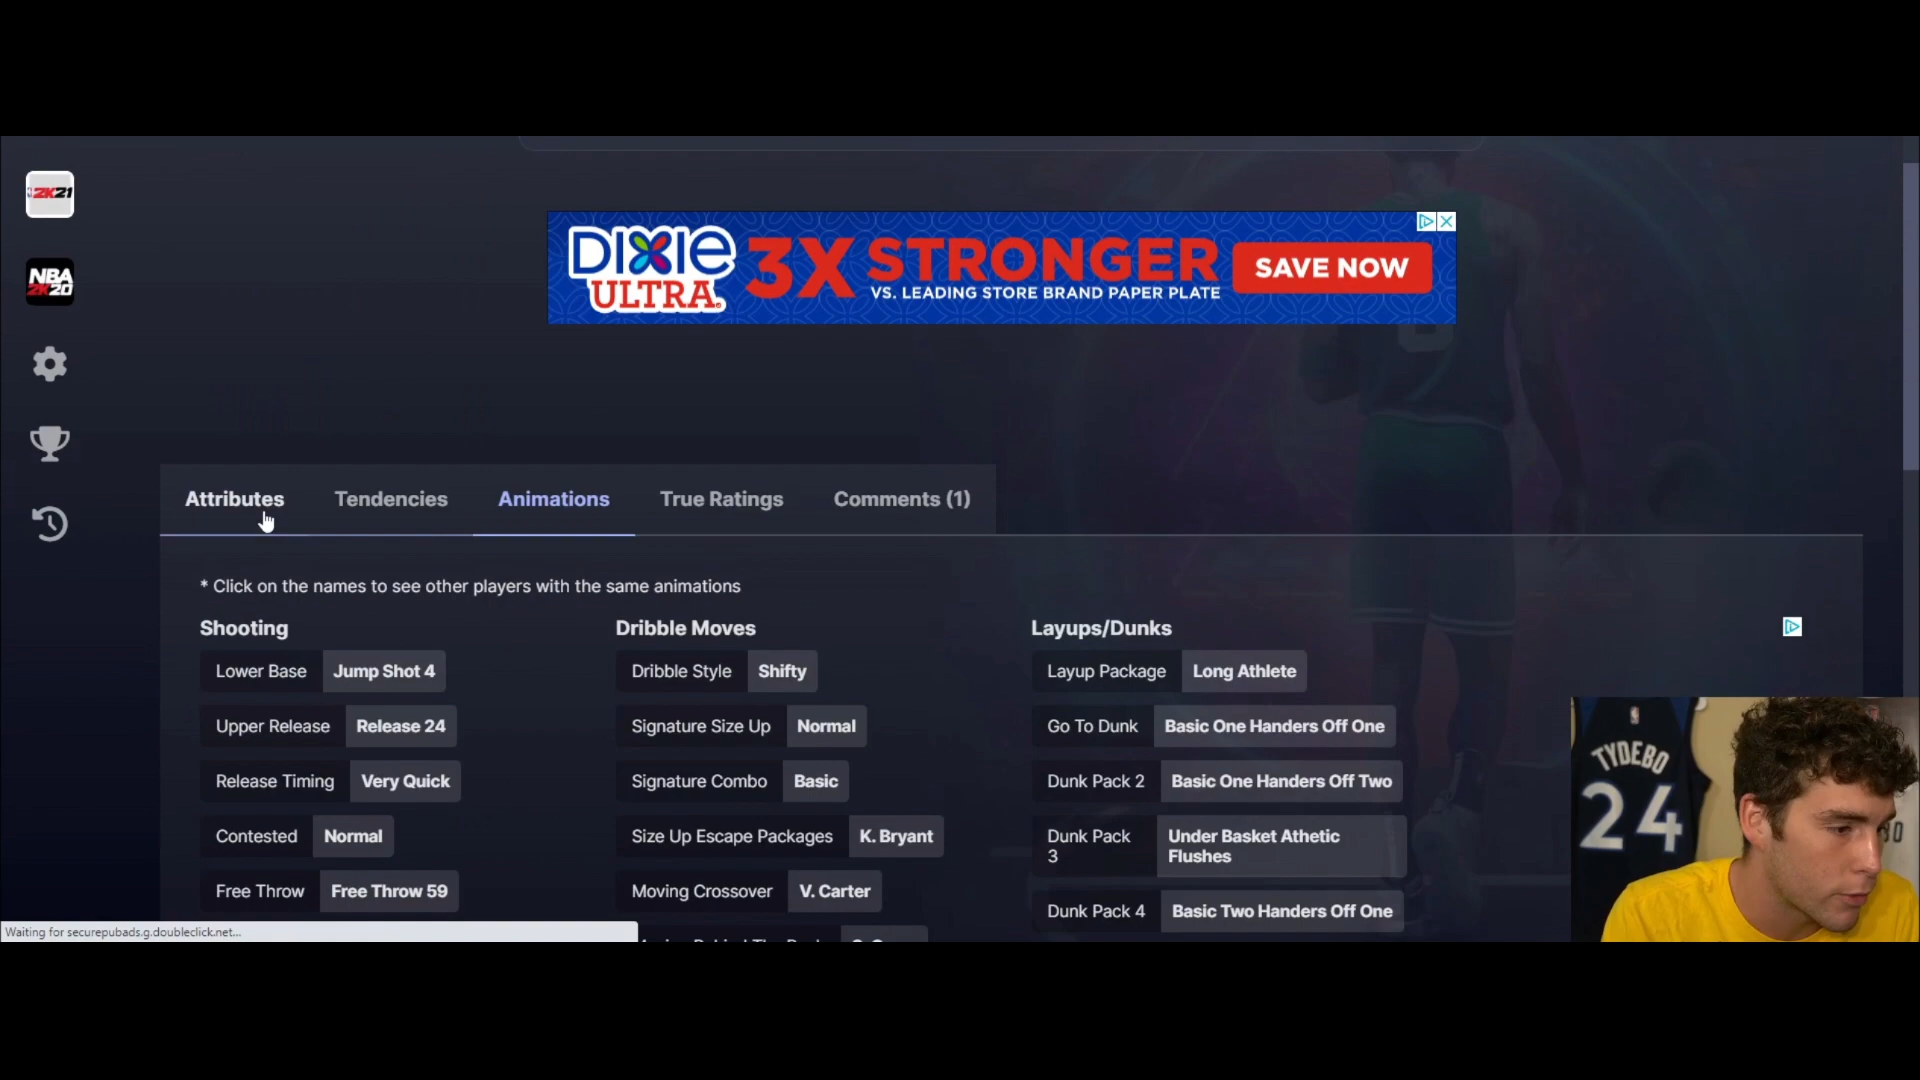 2K21
NBA
2K20
DIXIE
ULTRA.
3X STRONGER
VS. LEADING STORE BRAND PAPER PLATE
SAVE NOW
Attributes
Tendencies
Animations
True Ratings
Comments (1)
* Click on the names to see other players with the same animations
Shooting
Lower Base Jump Shot 4
Upper Release Release 24
Release Timing Very Quick
Contested Normal
Free Throw Free Throw 59
Dribble Moves
Dribble Style Shifty
Signature Size Up Normal
Signature Combo Basic
Size Up Escape Packages K. Bryant
Moving Crossover V. Carter
Layups/Dunks
Layup Package Long Athlete
Go To Dunk Basic One Handers Off One
Dunk Pack 2 Basic One Handers Off Two
Dunk Pack
3
Under Basket Athetic
Flushes
Dunk Pack 4 Basic Two Handers Off One
Waiting for securepubads.g.doubleclick.net...
TYDEBO
24